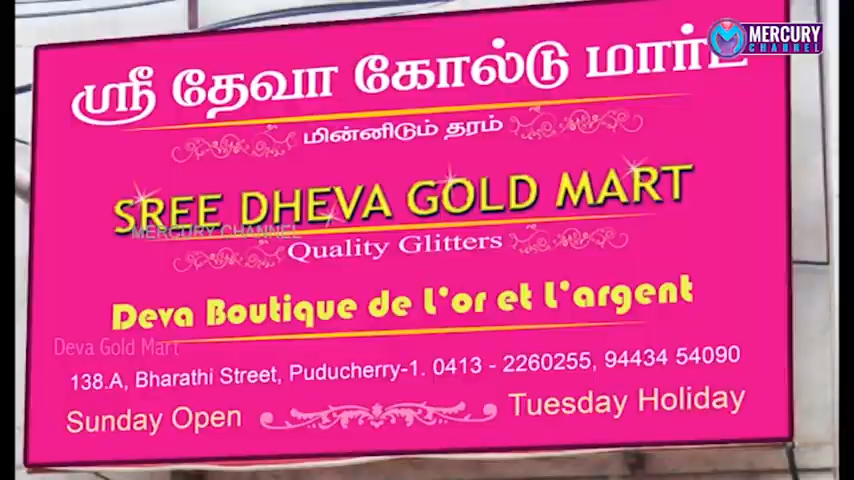 MERCURY
CHANNEL
ஸ்ரீ தேவா கோல்டு மார்ட்
மின்னிடும் தரம்
SREE DHEVA GOLD MART
MERCURY CHANNEL
Quality Glitters
Deva Boutique de L'or et L'argent
Deva Gold Mart
138.A, Bharathi Street, Puducherry-1. 0413 - 2260255, 94434 54090
Sunday Open
Tuesday Holiday